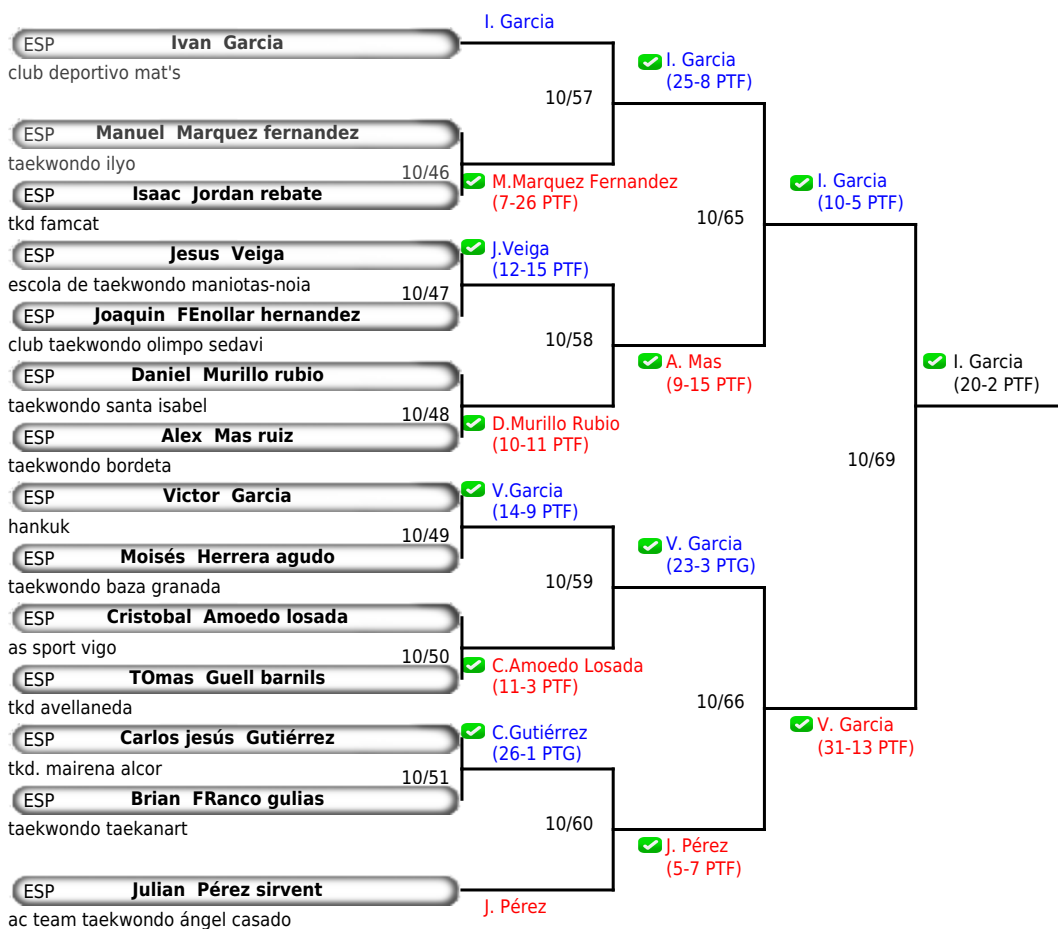 I. Garcia
ESP Ivan Garcia
club deportivo mat's
I. Garcia
(25-8 PTF)
10/57
ESP Manuel Marquez fernandez
taekwondo ilyo
10/46
M.Marquez Fernandez
(7-26 PTF)
ESP Isaac Jordan rebate
tkd famcat
I. Garcia
(10-5 PTF)
10/65
ESP Jesus Veiga
escola de taekwondo maniotas-noia
J.Veiga
(12-15 PTF)
10/47
ESP Joaquin FEnollar hernandez
club taekwondo olimpo sedavi
10/58
A. Mas
(9-15 PTF)
I. Garcia
(20-2 PTF)
ESP Daniel Murillo rubio
taekwondo santa isabel
10/48
D.Murillo Rubio
(10-11 PTF)
ESP Alex Mas ruiz
taekwondo bordeta
10/69
ESP Victor Garcia
hankuk
V.Garcia
(14-9 PTF)
10/49
ESP Moisés Herrera agudo
taekwondo baza granada
V. Garcia
(23-3 PTG)
10/59
ESP Cristobal Amoedo losada
as sport vigo
10/50
C.Amoedo Losada
(11-3 PTF)
ESP TOmas Guell barnils
tkd avellaneda
10/66
V. Garcia
(31-13 PTF)
ESP Carlos jesús Gutiérrez
tkd. mairena alcor
C.Gutiérrez
(26-1 PTG)
10/51
ESP Brian FRanco gulias
taekwondo taekanart
10/60
J. Pérez
(5-7 PTF)
ESP Julian Pérez sirvent
ac team taekwondo ángel casado
J. Pérez